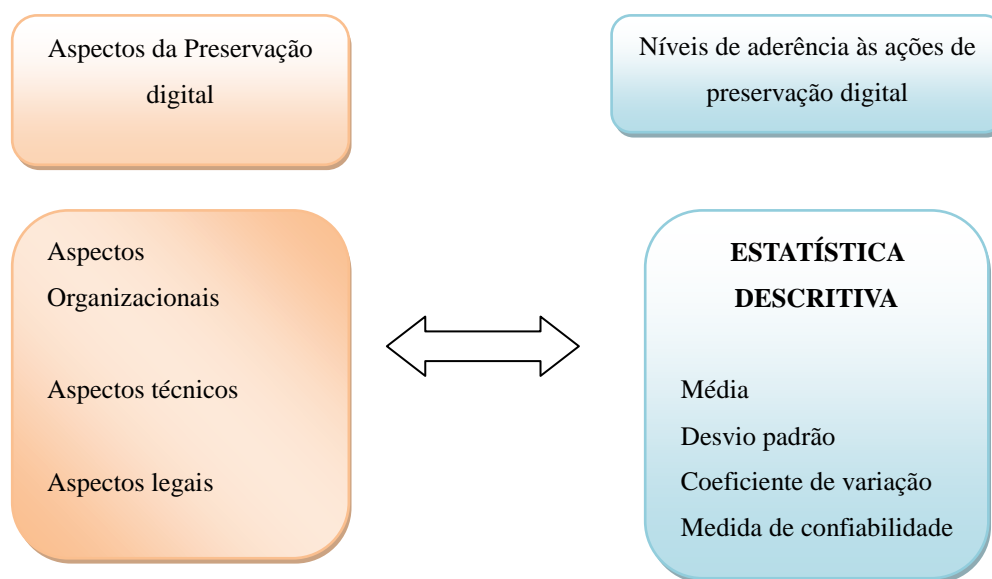 Aspectos da Preservação
digital
Níveis de aderência às ações de
preservação digital
Aspectos
Organizacionais
Aspectos técnicos
Aspectos legais
ESTATÍSTICA
DESCRITIVA
Média
Desvio padrão
Coeficiente de variação
Medida de confiabilidade